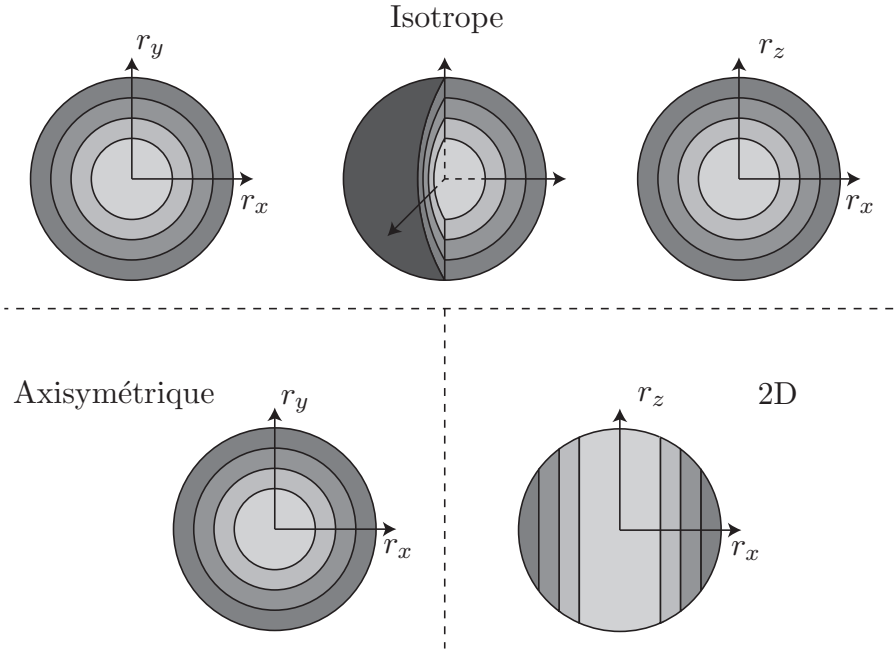 Isotrope
r_y
r_x
r_z
r_x
Axisymétrique
r_y
r_x
2D
r_z
r_x